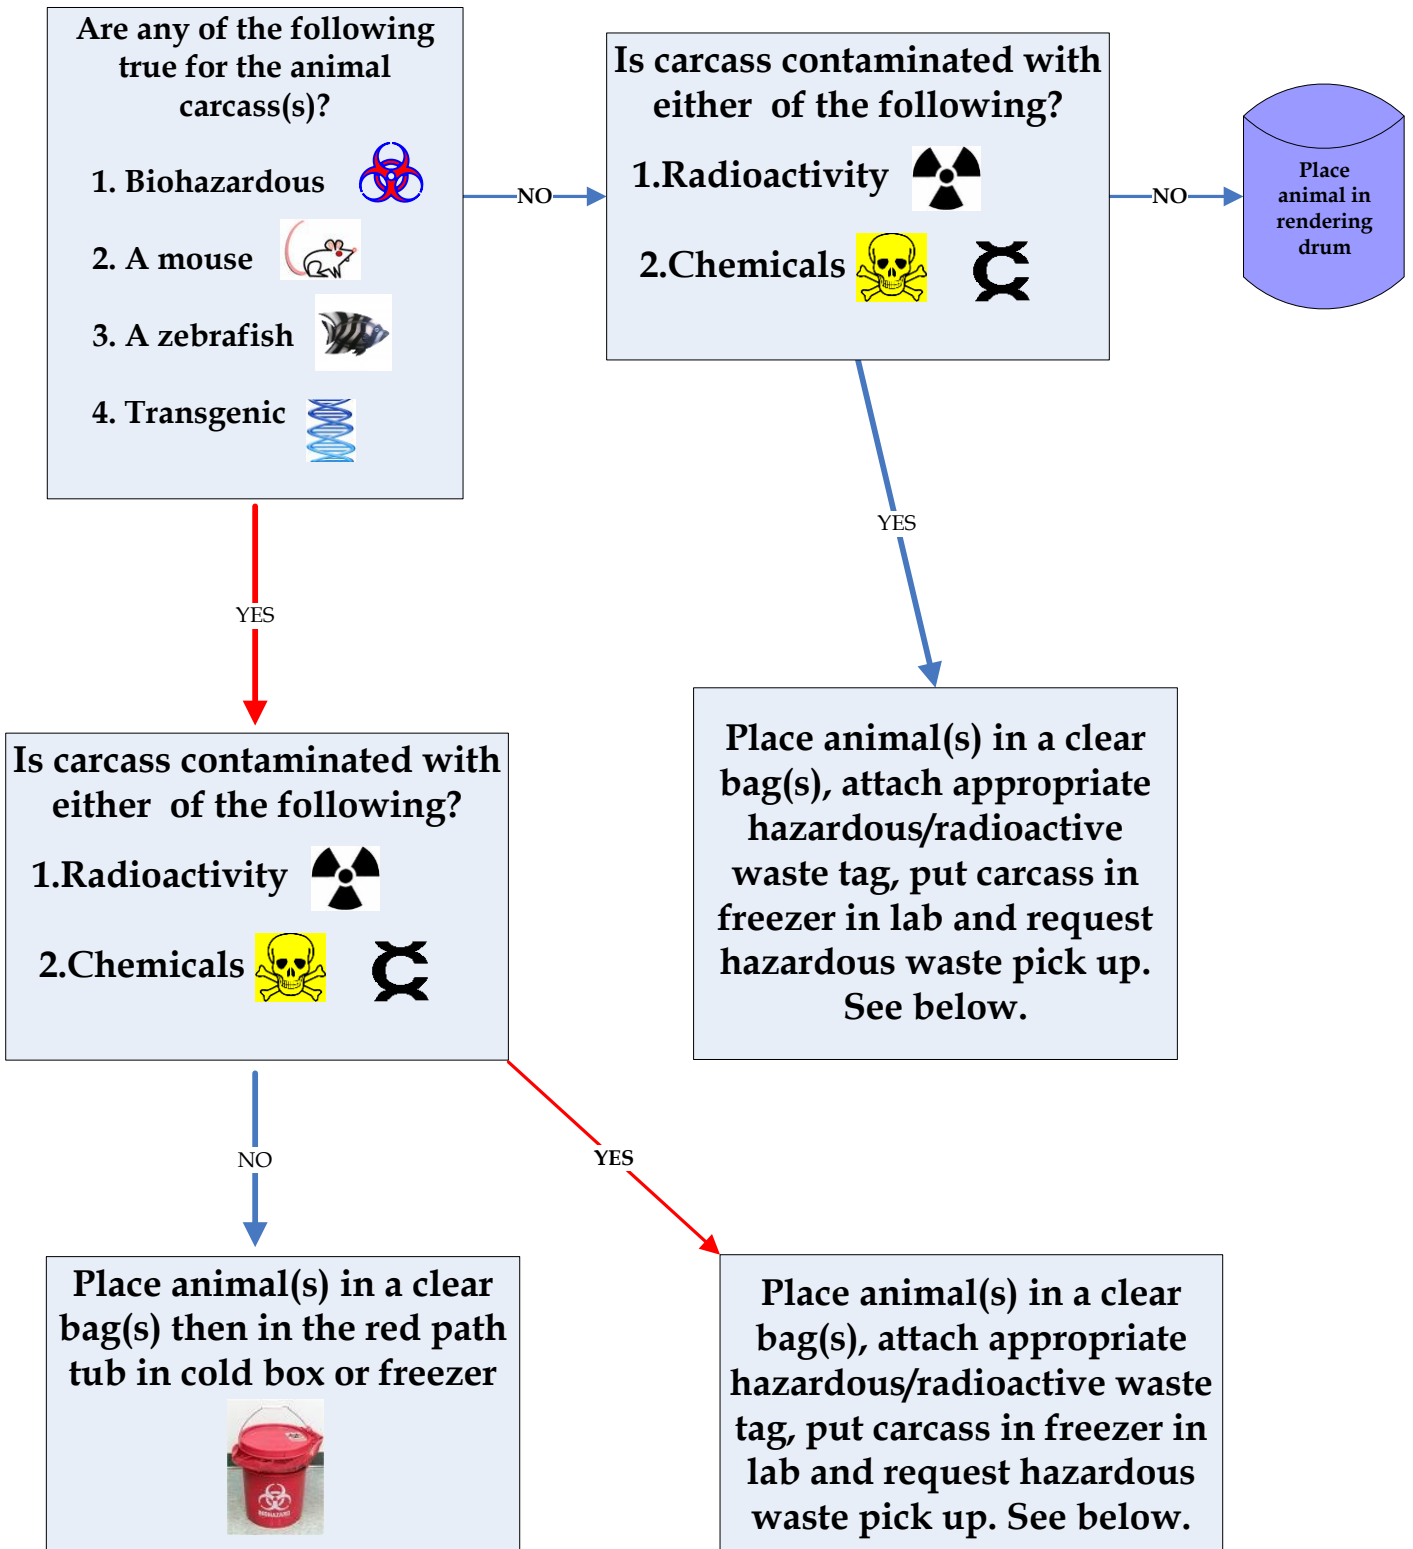 Are any of the following
true for the animal
carcass(s)?
1. Biohazardous
2. A mouse
3. A zebrafish
4. Transgenic
NO
Is carcass contaminated with
either of the following?
1.Radioactivity
2.Chemicals
NO
Place
animal in
rendering
drum
YES
YES
Place animal(s) in a clear
bag(s), attach appropriate
hazardous/radioactive
waste tag, put carcass in
freezer in lab and request
hazardous waste pick up.
See below.
Is carcass contaminated with
either of the following?
1.Radioactivity
2.Chemicals
NO
YES
Place animal(s) in a clear
bag(s) then in the red path
tub in cold box or freezer
BIOHAZARD
Place animal(s) in a clear
bag(s), attach appropriate
hazardous/radioactive waste
tag, put carcass in freezer in
lab and request hazardous
waste pick up. See below.